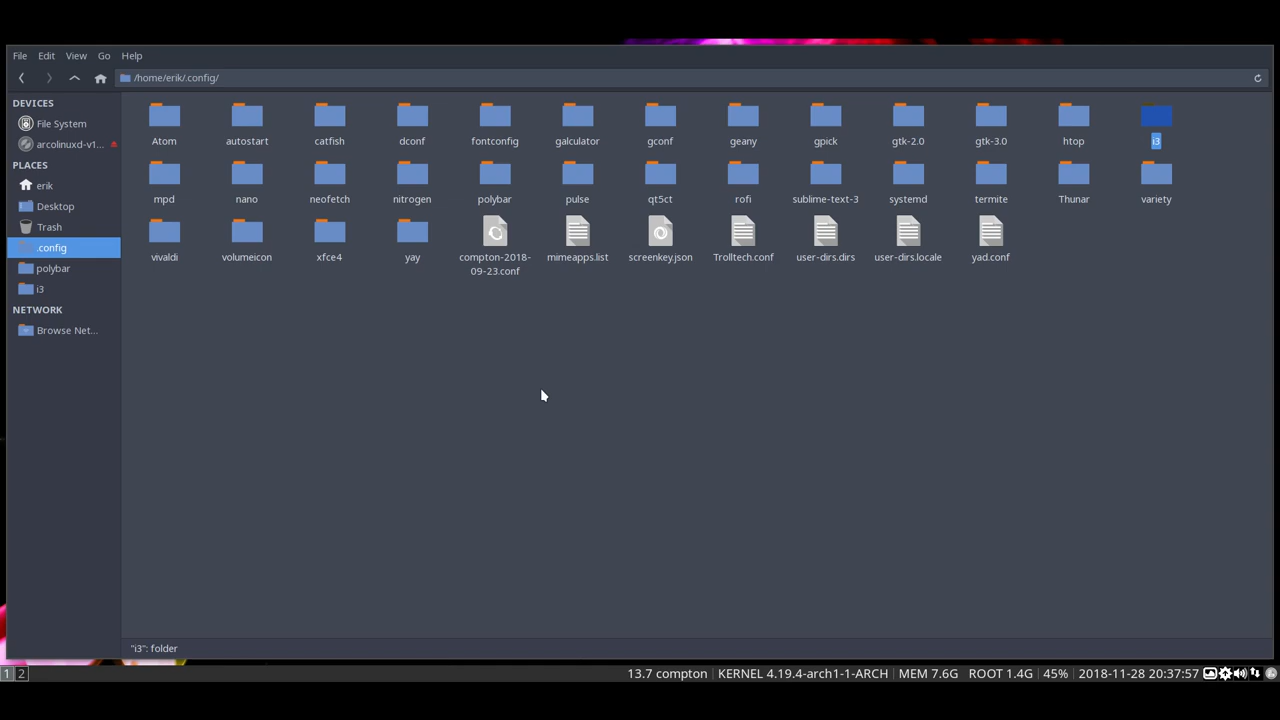 File Edit View Go Help
/home/erik/.config/
DEVICES
File System
arcolinuxd-v1...
PLACES
erik
Desktop
Trash
.config
polybar
i3
NETWORK
Browse Net...
Atom autostart catfish dconf fontconfig galculator gconf geany gpick gtk-2.0 gtk-3.0 htop i3
mpd nano neofetch nitrogen polybar pulse qt5ct rofi sublime-text-3 systemd termite Thunar variety
vivaldi volumeicon xfce4 yay compton-2018-09-23.conf mimeapps.list screenkey.json Trolltech.conf user-dirs.dirs user-dirs.locale yad.conf
"i3": folder
1 2 13.7 compton KERNEL 4.19.4-arch1-1-ARCH MEM 7.6G ROOT 1.4G 45% 2018-11-28 20:37:57